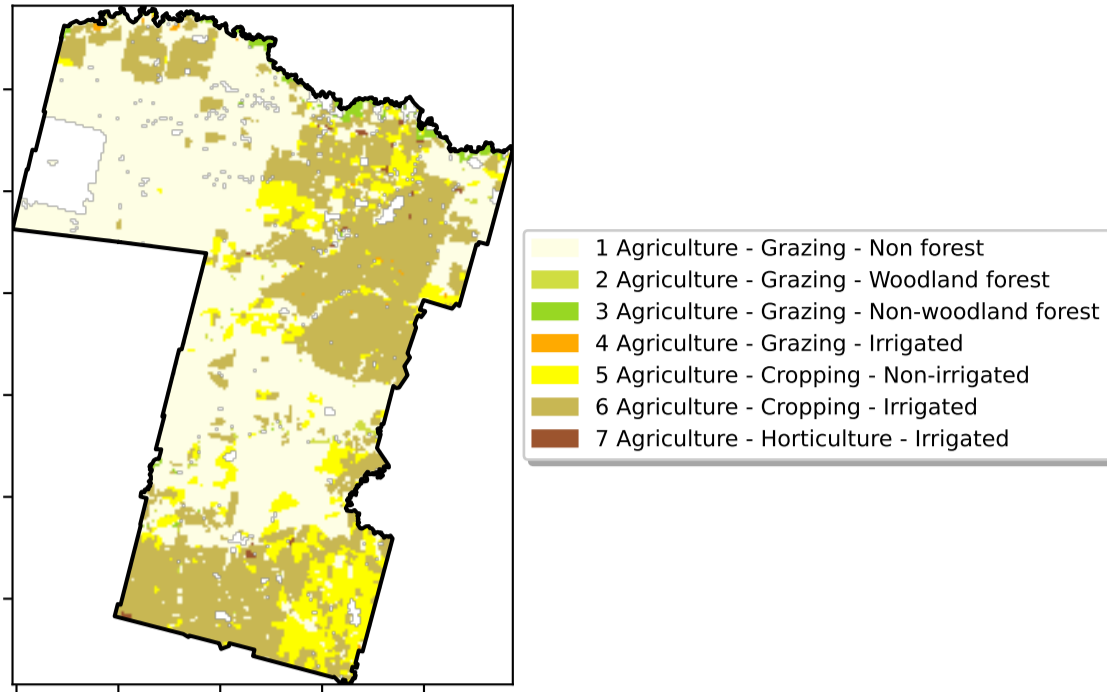 1 Agriculture - Grazing - Non forest
2 Agriculture - Grazing - Woodland forest
3 Agriculture - Grazing - Non-woodland forest
4 Agriculture - Grazing - Irrigated
5 Agriculture - Cropping - Non-irrigated
6 Agriculture - Cropping - Irrigated
7 Agriculture - Horticulture - Irrigated